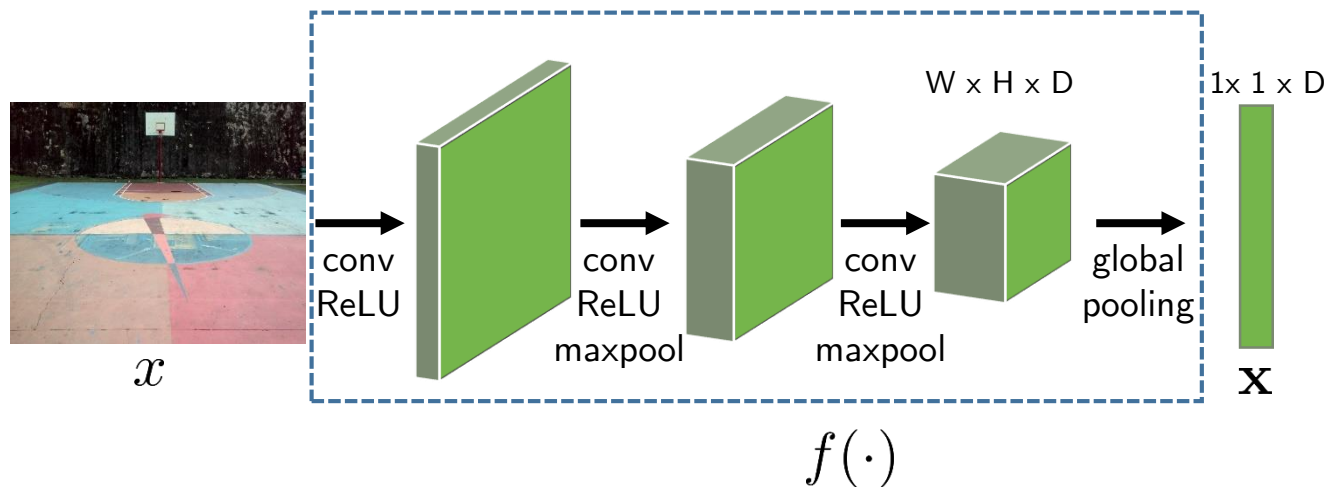 W x H x D
1x 1 x D
conv
ReLU
conv
ReLU
maxpool
conv
ReLU
maxpool
global
pooling
x
x
f(·)